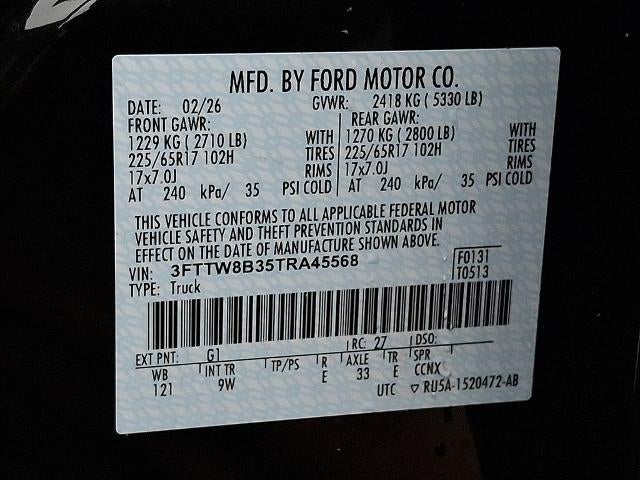 MFD. BY FORD MOTOR CO.
DATE: 02/26 GVWR: 2418 KG ( 5330 LB)
FRONT GAWR:
1229 KG ( 2710 LB) WITH
225/65R17 102H TIRES
17x7.0J RIMS
AT 240 kPa/ 35 PSI COLD
REAR GAWR:
1270 KG ( 2800 LB) WITH
225/65R17 102H TIRES
17x7.0J RIMS
AT 240 kPa/ 35 PSI COLD
THIS VEHICLE CONFORMS TO ALL APPLICABLE FEDERAL MOTOR
VEHICLE SAFETY AND THEFT PREVENTION STANDARDS IN
EFFECT ON THE DATE OF MANUFACTURE SHOWN ABOVE.
VIN: 3FTTW8B35TRA45568
TYPE: Truck
F0131
T0513
EXT PNT: G1 RC: 27 DSO:
WB INT TR TP/PS R AXLE TR SPR
121 9W E 33 E CCNX
UTC ▽ RU5A-1520472-AB